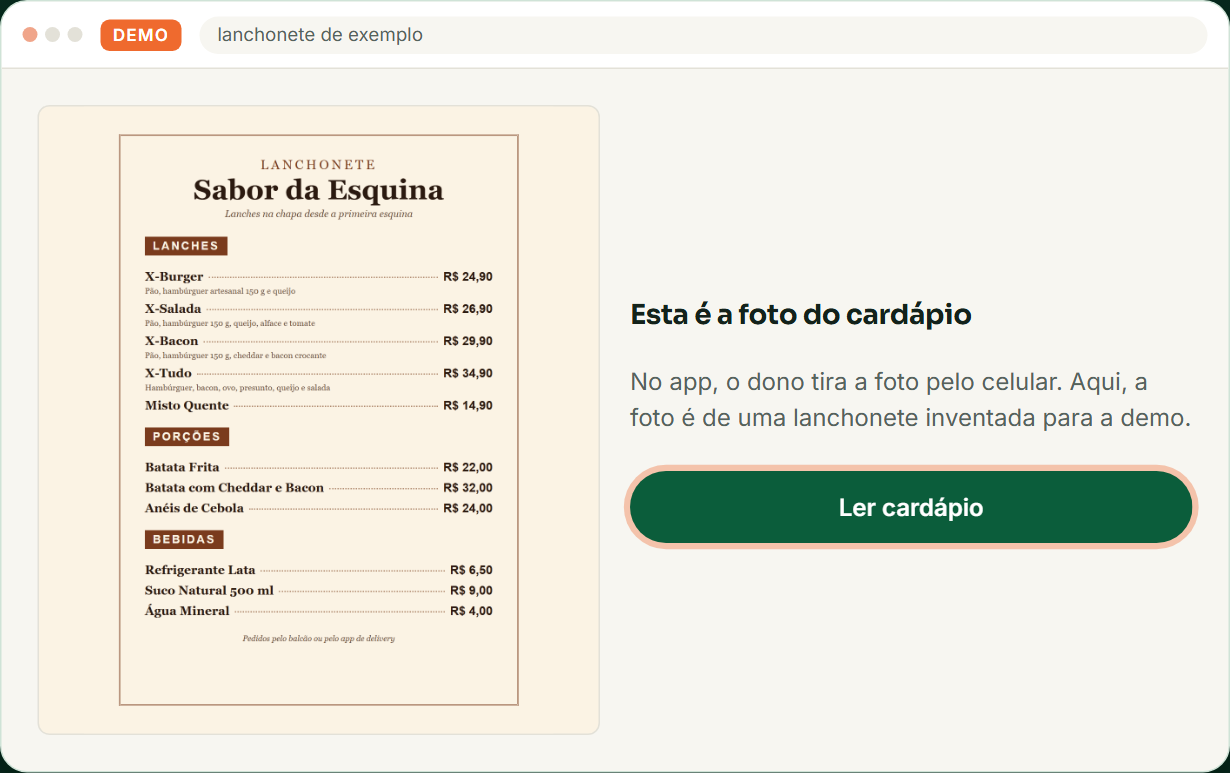 DEMO
lanchonete de exemplo
LANCHONETE
Sabor da Esquina
Lanches na chapa desde a primeira esquina
LANCHES
X-Burger R$ 24,90
Pão, hambúrguer artesanal 150 g e queijo
X-Salada R$ 26,90
Pão, hambúrguer 150 g, queijo, alface e tomate
X-Bacon R$ 29,90
Pão, hambúrguer 150 g, cheddar e bacon crocante
X-Tudo R$ 34,90
Hambúrguer, bacon, ovo, presunto, queijo e salada
Misto Quente R$ 14,90
PORÇÕES
Batata Frita R$ 22,00
Batata com Cheddar e Bacon R$ 32,00
Anéis de Cebola R$ 24,00
BEBIDAS
Refrigerante Lata R$ 6,50
Suco Natural 500 ml R$ 9,00
Água Mineral R$ 4,00
Pedidos pelo balcão ou pelo app de delivery
Esta é a foto do cardápio
No app, o dono tira a foto pelo celular. Aqui, a
foto é de uma lanchonete inventada para a demo.
Ler cardápio